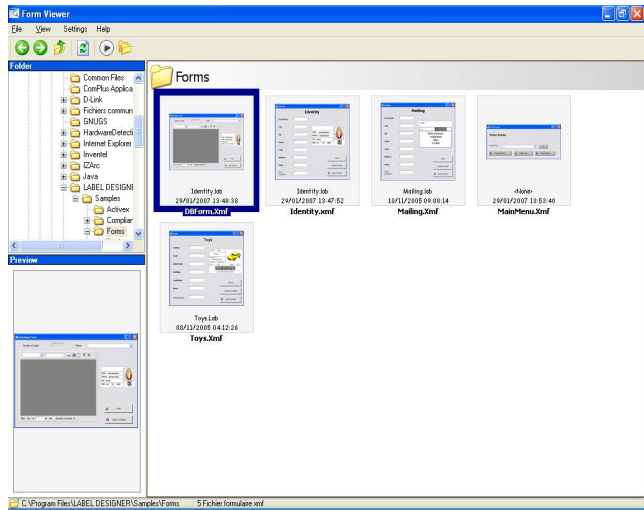 Form Viewer
File View Settings Help
Folder
Common Files
ComPlus Applica
D-Link
Fichiers commun
GNUGS
HardwareDetecti
Internet Explorer
Inventel
IZArc
Java
LABEL DESIGNE
Samples
Activex
Complian
Forms
Preview
Forms
Identity.lab
29/01/2007 13:48:38
DBForm.Xmf
Identity
Identity.lab
29/01/2007 13:47:52
Identity.Xmf
Mailing
Mailing.lab
10/11/2005 09:08:14
Mailing.Xmf
<None>
29/01/2007 13:53:40
MainMenu.Xmf
Toys
Toys.Lab
08/11/2005 04:12:26
Toys.Xmf
C:\Program Files\LABEL DESIGNER\Samples\Forms 5 Fichier formulaire xmf